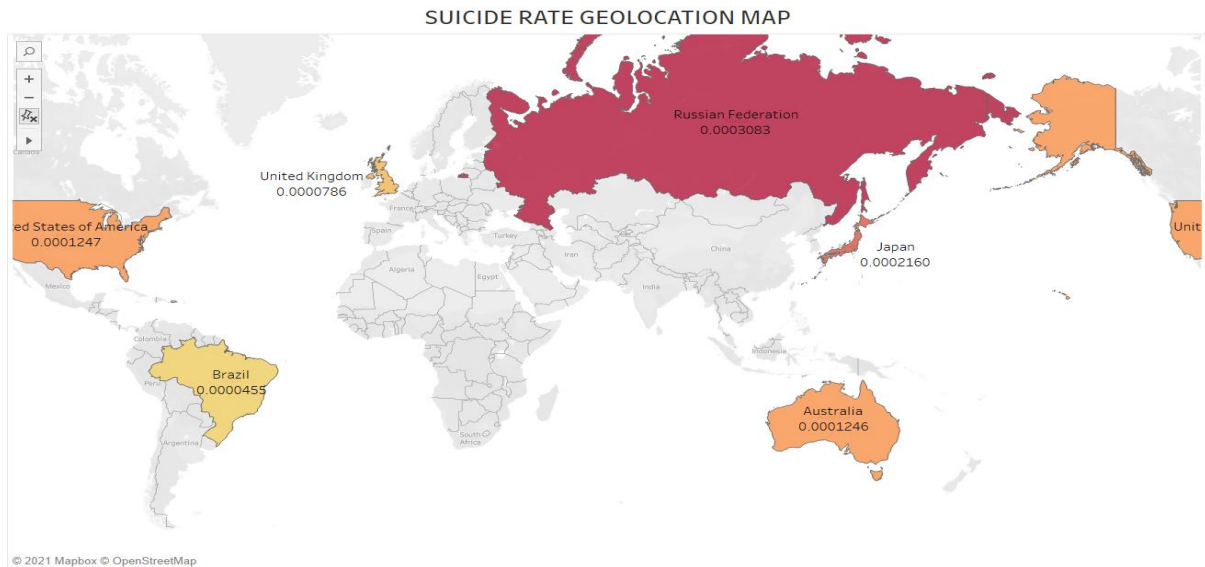 SUICIDE RATE GEOLOCATION MAP
Canada
Russian Federation
0.0003083
United Kingdom
0.0000786
France
Spain
Turkey
ed States of America
0.0001247
Unit
Japan
0.0002160
China
Iran
Algeria
Egypt
India
Mexico
Colombia
Indonesia
Brazil
0.0000455
Peru
Australia
0.0001246
South
Africa
Argentina
© 2021 Mapbox © OpenStreetMap